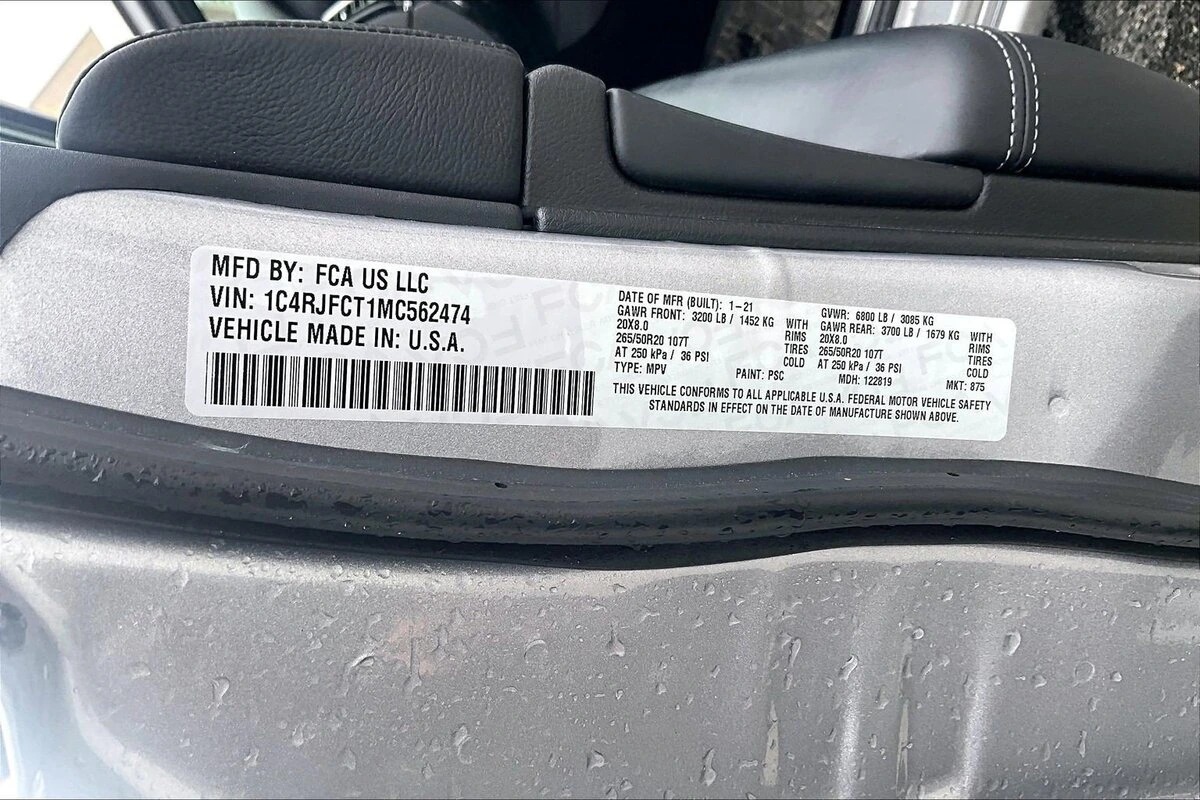 MFD BY: FCA US LLC
VIN: 1C4RJFCT1MC562474
VEHICLE MADE IN: U.S.A.
DATE OF MFR (BUILT): 1-21
GAWR FRONT: 3200 LB / 1452 KG WITH
20X8.0 RIMS
265/50R20 107T TIRES
AT 250 kPa / 36 PSI COLD
TYPE: MPV PAINT: PSC
GVWR: 6800 LB / 3085 KG
GAWR REAR: 3700 LB / 1679 KG WITH
20X8.0 RIMS
265/50R20 107T TIRES
AT 250 kPa / 36 PSI COLD
MDH: 122819 MKT: 875
THIS VEHICLE CONFORMS TO ALL APPLICABLE U.S.A. FEDERAL MOTOR VEHICLE SAFETY
STANDARDS IN EFFECT ON THE DATE OF MANUFACTURE SHOWN ABOVE.